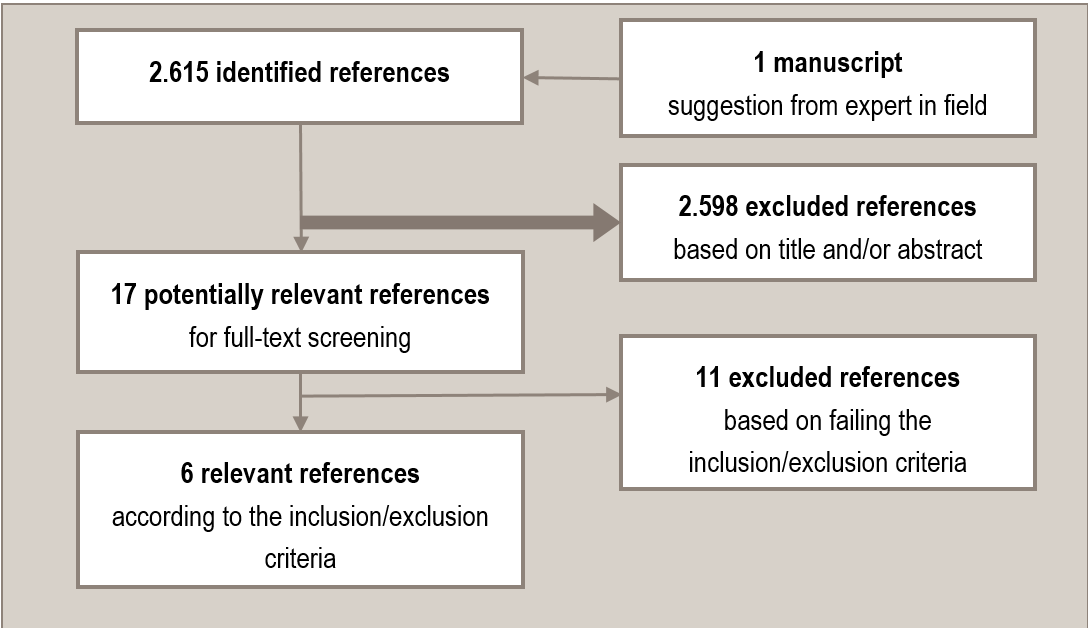 2.615 identified references
1 manuscript
suggestion from expert in field
2.598 excluded references
based on title and/or abstract
17 potentially relevant references
for full-text screening
11 excluded references
based on failing the
inclusion/exclusion criteria
6 relevant references
according to the inclusion/exclusion
criteria